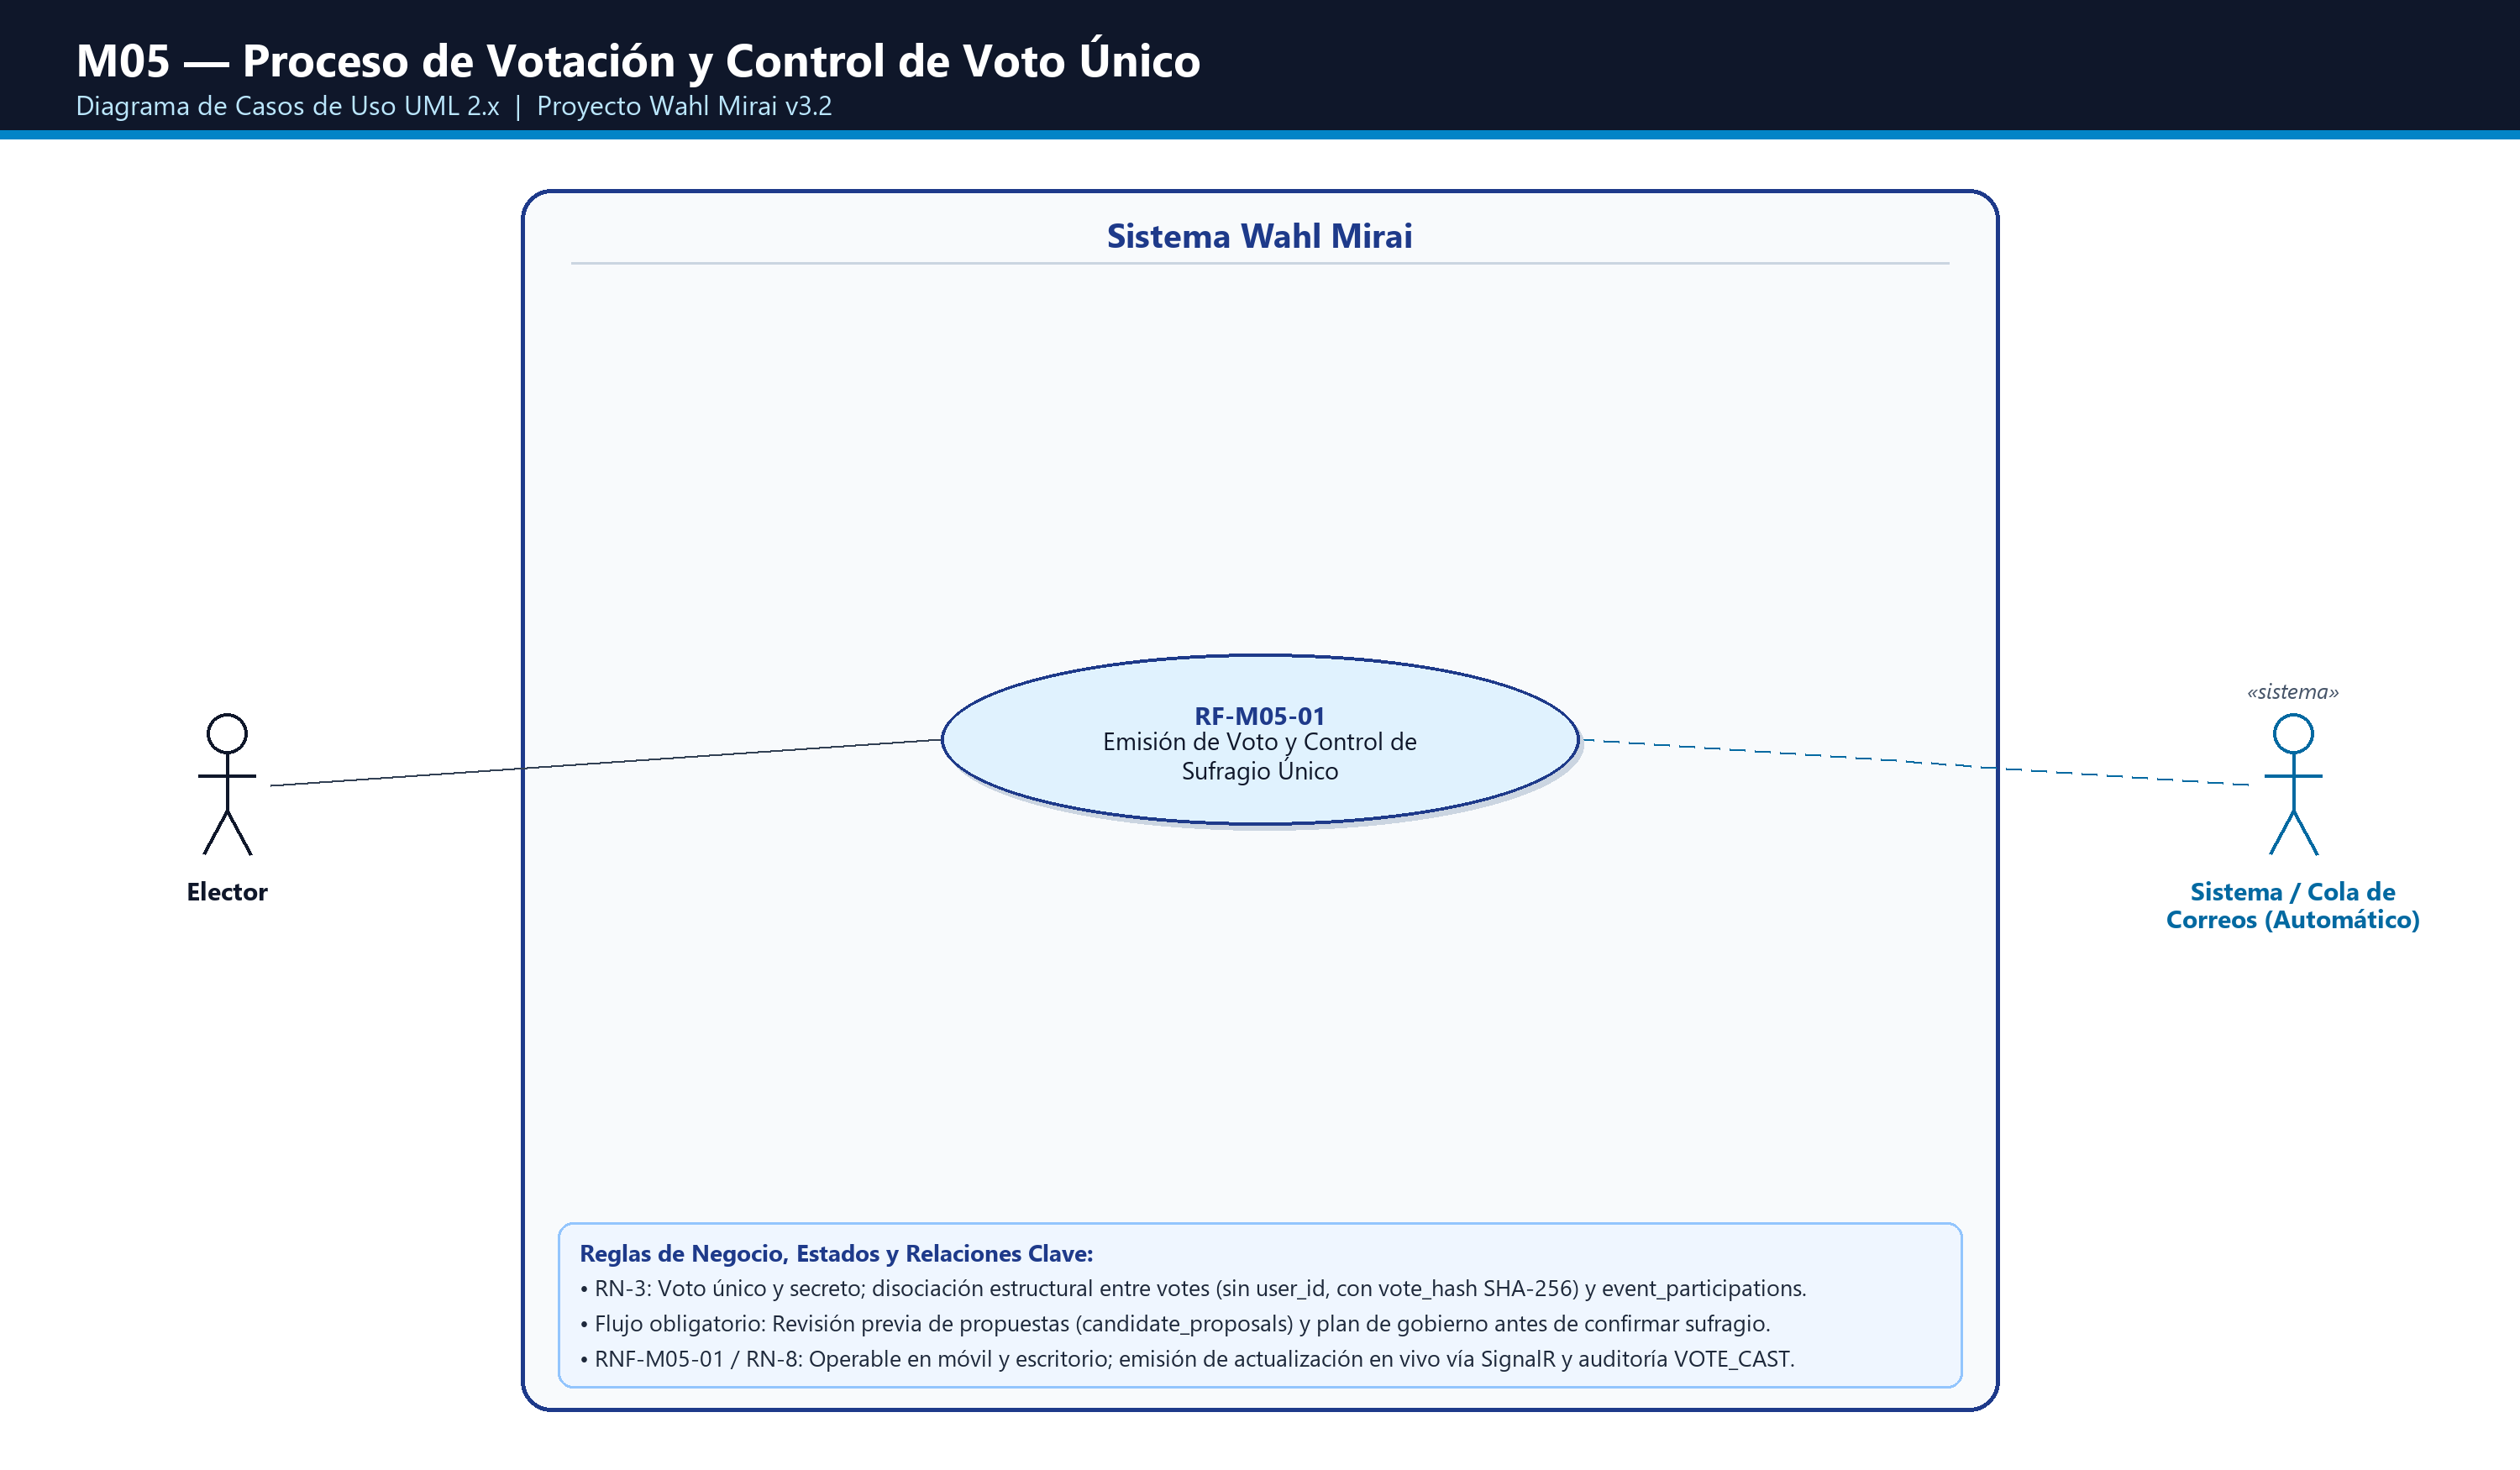 M05 — Proceso de Votación y Control de Voto Único
Diagrama de Casos de Uso UML 2.x | Proyecto Wahl Mirai v3.2
Sistema Wahl Mirai
RF-M05-01
Emisión de Voto y Control de
Sufragio Único
Elector
«sistema»
Sistema / Cola de
Correos (Automático)
Reglas de Negocio, Estados y Relaciones Clave:
• RN-3: Voto único y secreto; disociación estructural entre votes (sin user_id, con vote_hash SHA-256) y event_participations.
• Flujo obligatorio: Revisión previa de propuestas (candidate_proposals) y plan de gobierno antes de confirmar sufragio.
• RNF-M05-01 / RN-8: Operable en móvil y escritorio; emisión de actualización en vivo vía SignalR y auditoría VOTE_CAST.